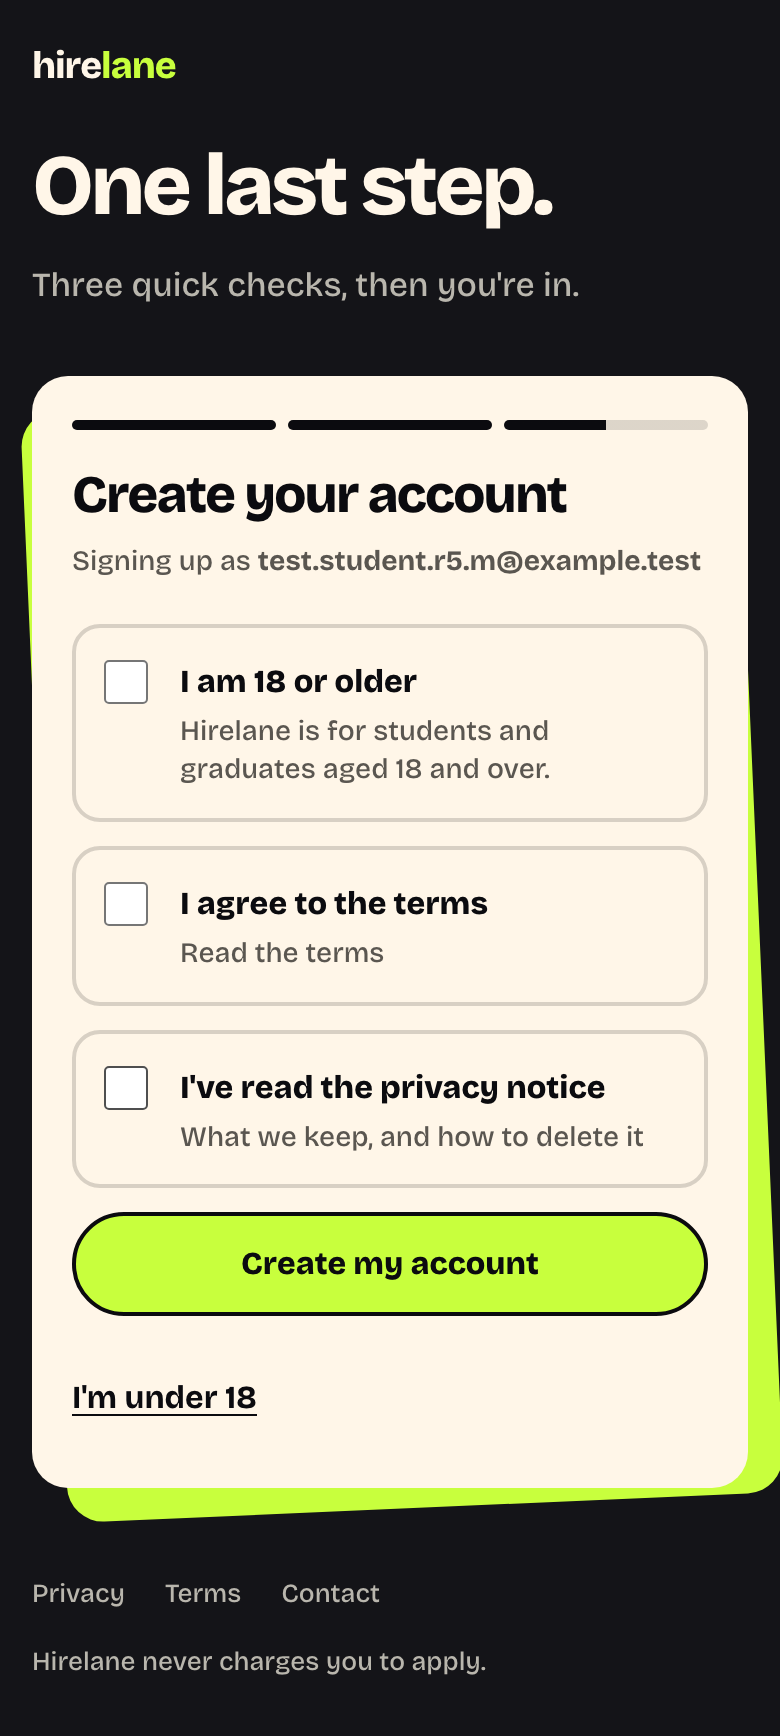 hirelane
One last step.
Three quick checks, then you're in.
Create your account
Signing up as test.student.r5.m@example.test
I am 18 or older
Hirelane is for students and
graduates aged 18 and over.
I agree to the terms
Read the terms
I've read the privacy notice
What we keep, and how to delete it
Create my account
I'm under 18
Privacy Terms Contact
Hirelane never charges you to apply.